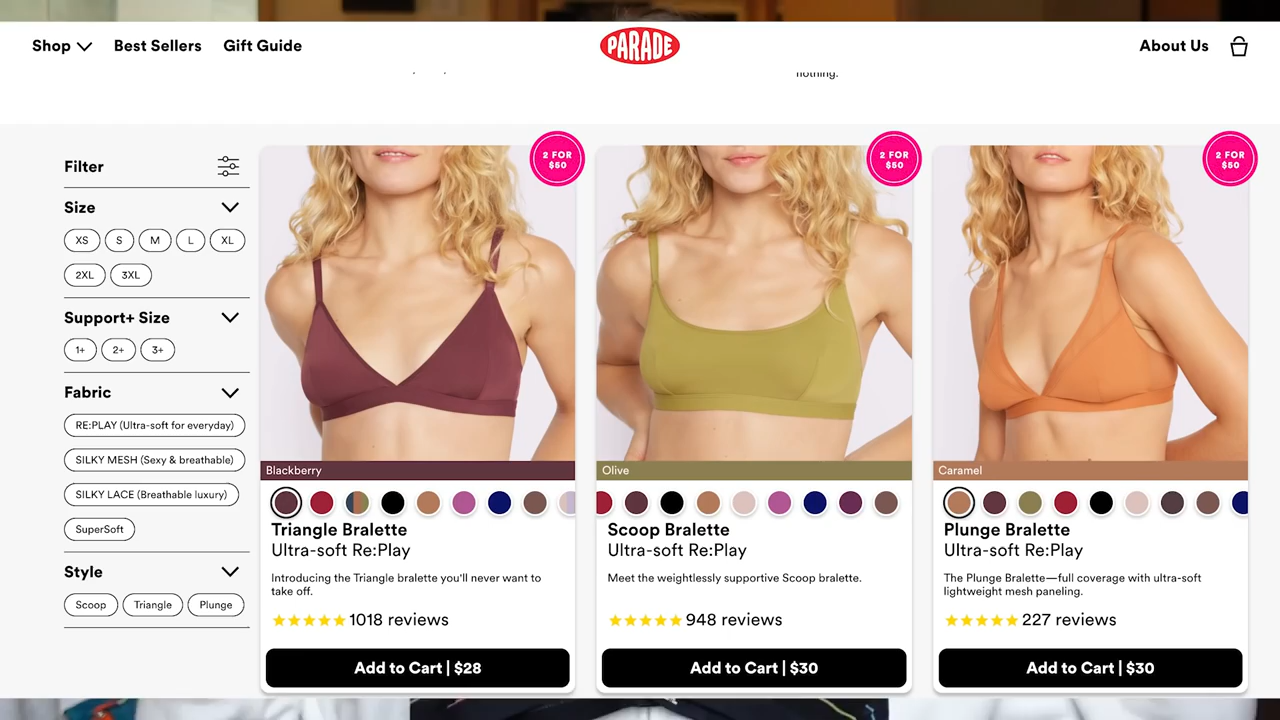 Shop
Best Sellers
Gift Guide
PARADE
About Us
nothing.
Filter
Size
XS
S
M
L
XL
2XL
3XL
Support+ Size
1+
2+
3+
Fabric
RE:PLAY (Ultra-soft for everyday)
SILKY MESH (Sexy & breathable)
SILKY LACE (Breathable luxury)
SuperSoft
Style
Scoop
Triangle
Plunge
2 FOR
$50
Blackberry
Triangle Bralette
Ultra-soft Re:Play
Introducing the Triangle bralette you'll never want to
take off.
1018 reviews
Add to Cart | $28
2 FOR
$50
Olive
Scoop Bralette
Ultra-soft Re:Play
Meet the weightlessly supportive Scoop bralette.
948 reviews
Add to Cart | $30
2 FOR
$50
Caramel
Plunge Bralette
Ultra-soft Re:Play
The Plunge Bralette—full coverage with ultra-soft
lightweight mesh paneling.
227 reviews
Add to Cart | $30